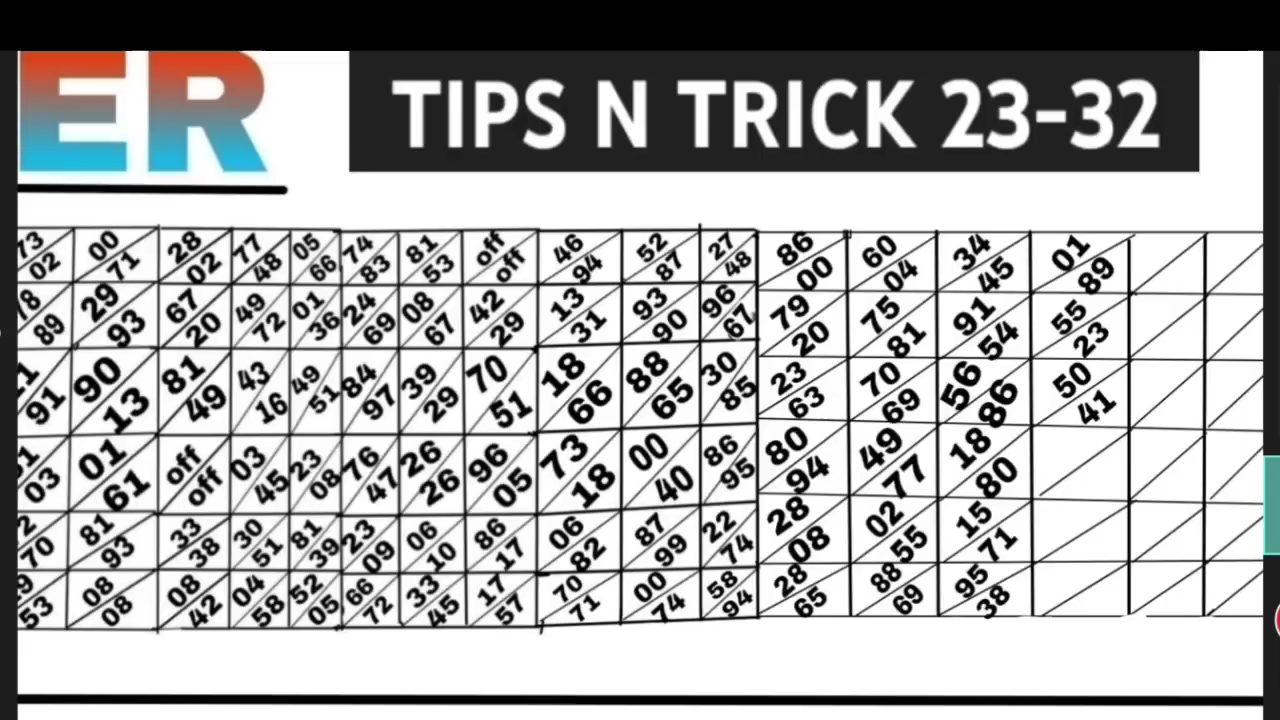 ER
TIPS N TRICK 23-32
73 00 28 77 05 74 81 off 46 52 27 86 60 34 01
02 71 02 48 66 83 53 off 94 87 48 00 04 45 89
78 29 67 49 01 24 08 42 13 93 96 79 75 91 55
89 93 20 72 36 69 67 29 31 90 67 20 81 54 23
90 81 43 49 84 39 70 18 88 30 23 70 56 50
91 13 49 16 51 97 29 51 66 65 85 63 69 86 41
01 off 03 23 76 26 96 73 00 86 80 49 18
03 61 off 45 08 47 26 05 18 40 95 94 77 80
81 33 30 81 23 06 86 06 87 22 28 02 15
70 93 38 51 39 09 10 17 82 99 74 08 55 71
08 08 04 52 66 33 17 70 00 58 28 88 95
53 08 42 58 05 72 45 57 71 74 94 65 69 38